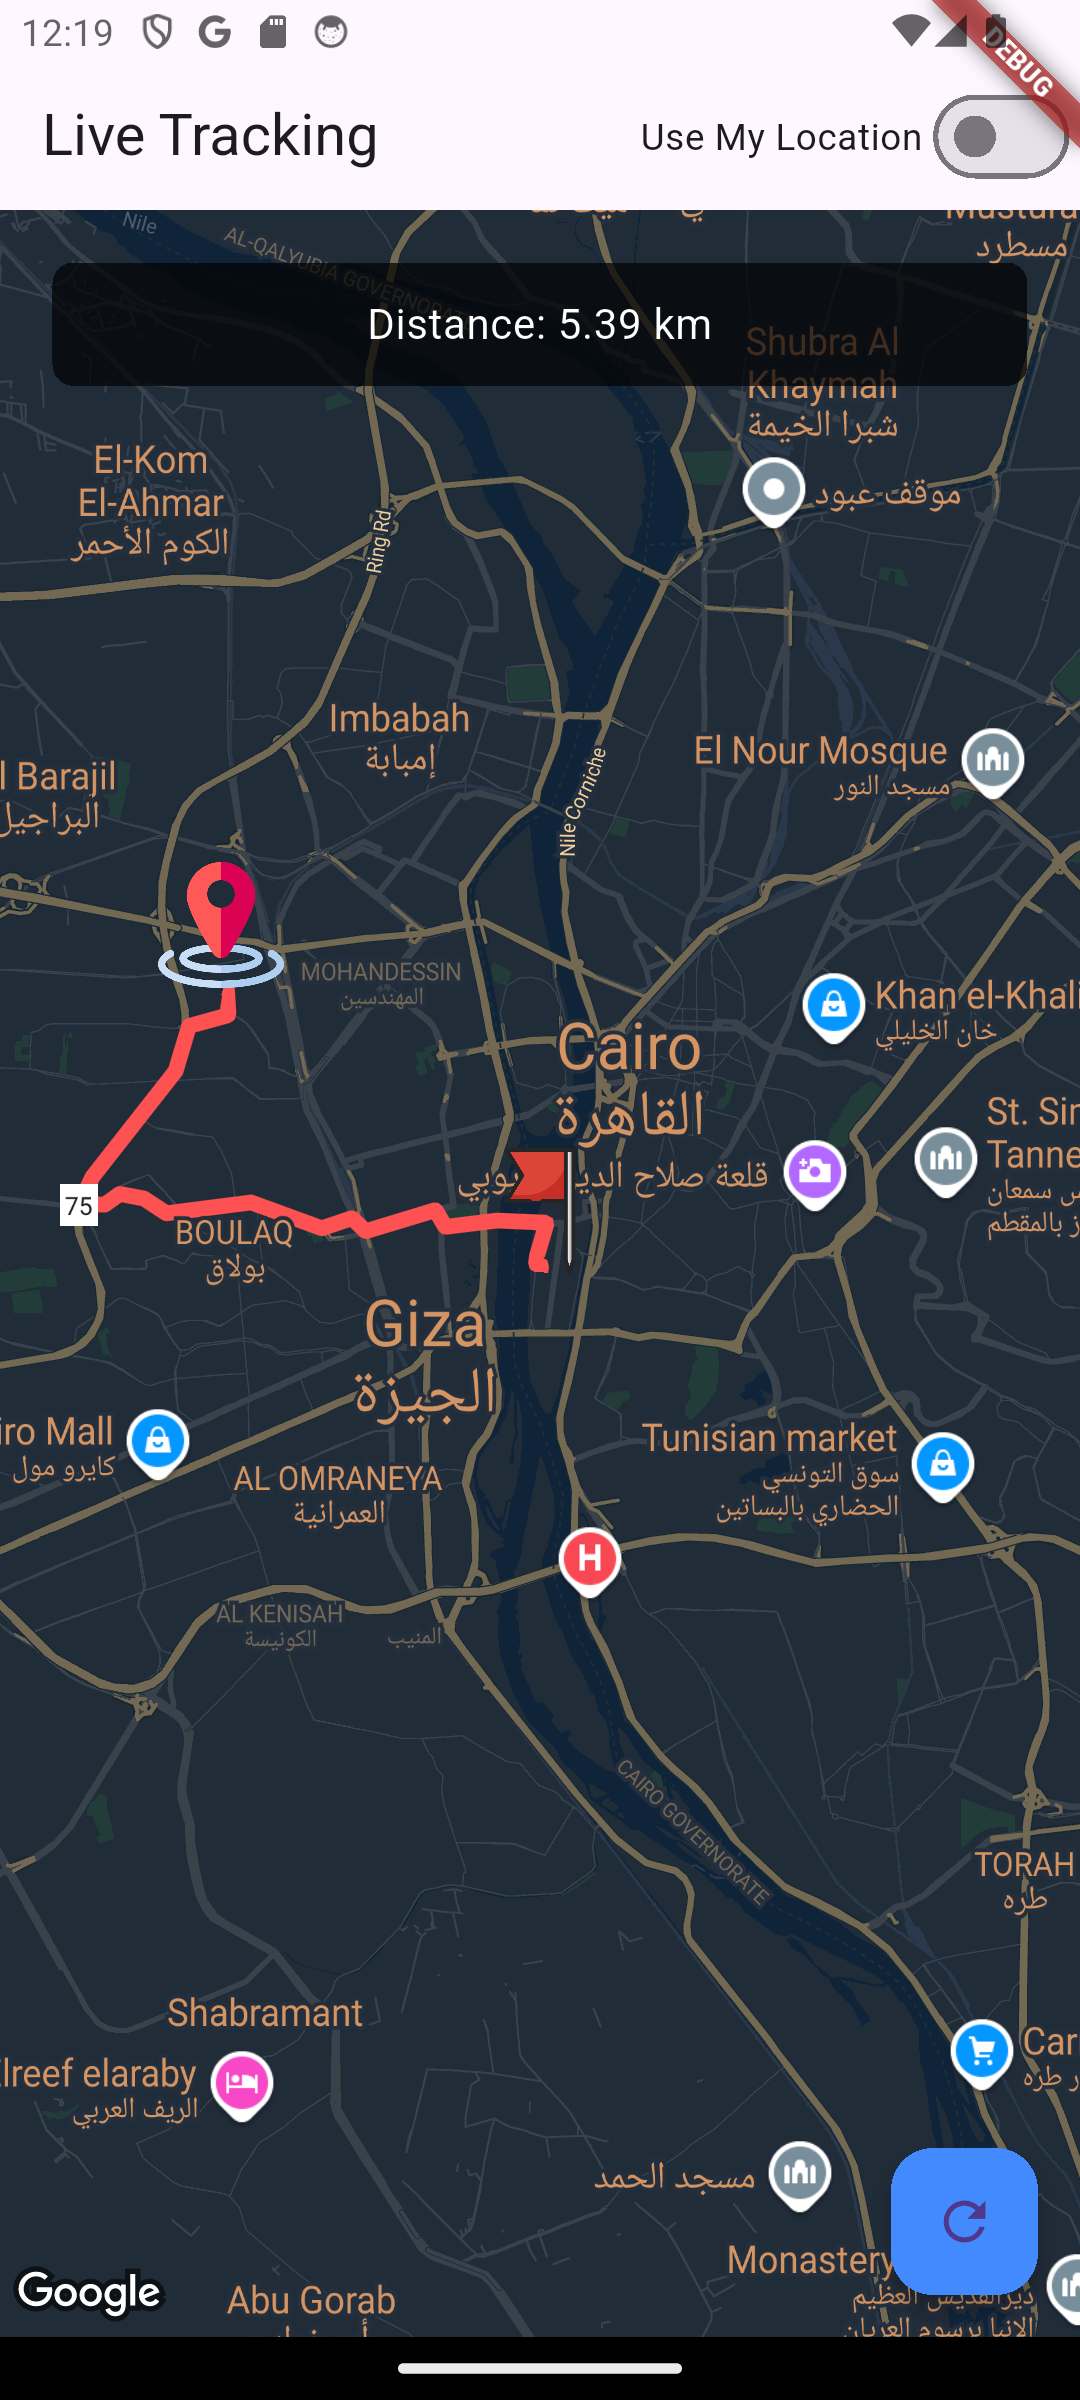 12:19
DEBUG
Live Tracking
Use My Location
Nile
AL-QALYUBIA GOVERNORATE
مسطرد
Distance: 5.39 km
Shubra Al
Khaymah
شبرا الخيمة
El-Kom
El-Ahmar
الكوم الأحمر
موقف عبود
Ring Rd
Imbabah
إمبابة
El Nour Mosque
مسجد النور
l Barajil
البراجيل
Nile Corniche
MOHANDESSIN
المهندسين
Khan el-Khali
خان الخليلي
Cairo
القاهرة
St. Sin
Tanne
س سمعان
ز بالمقطم
قلعة صلاح الدي
وبي
75
BOULAQ
بولاق
Giza
الجيزة
iro Mall
كايرو مول
Tunisian market
سوق التونسي
الحضاري بالبساتين
AL OMRANEYA
العمرانية
H
AL KENISAH
الكونيسة
المنيب
CAIRO GOVERNORATE
TORAH
طره
Shabramant
Elreef elaraby
الريف العربي
Car
ر طره
مسجد الحمد
Monastery
ديرالقديس العظيم
الانبا برسوم العريان
Google
Abu Gorab